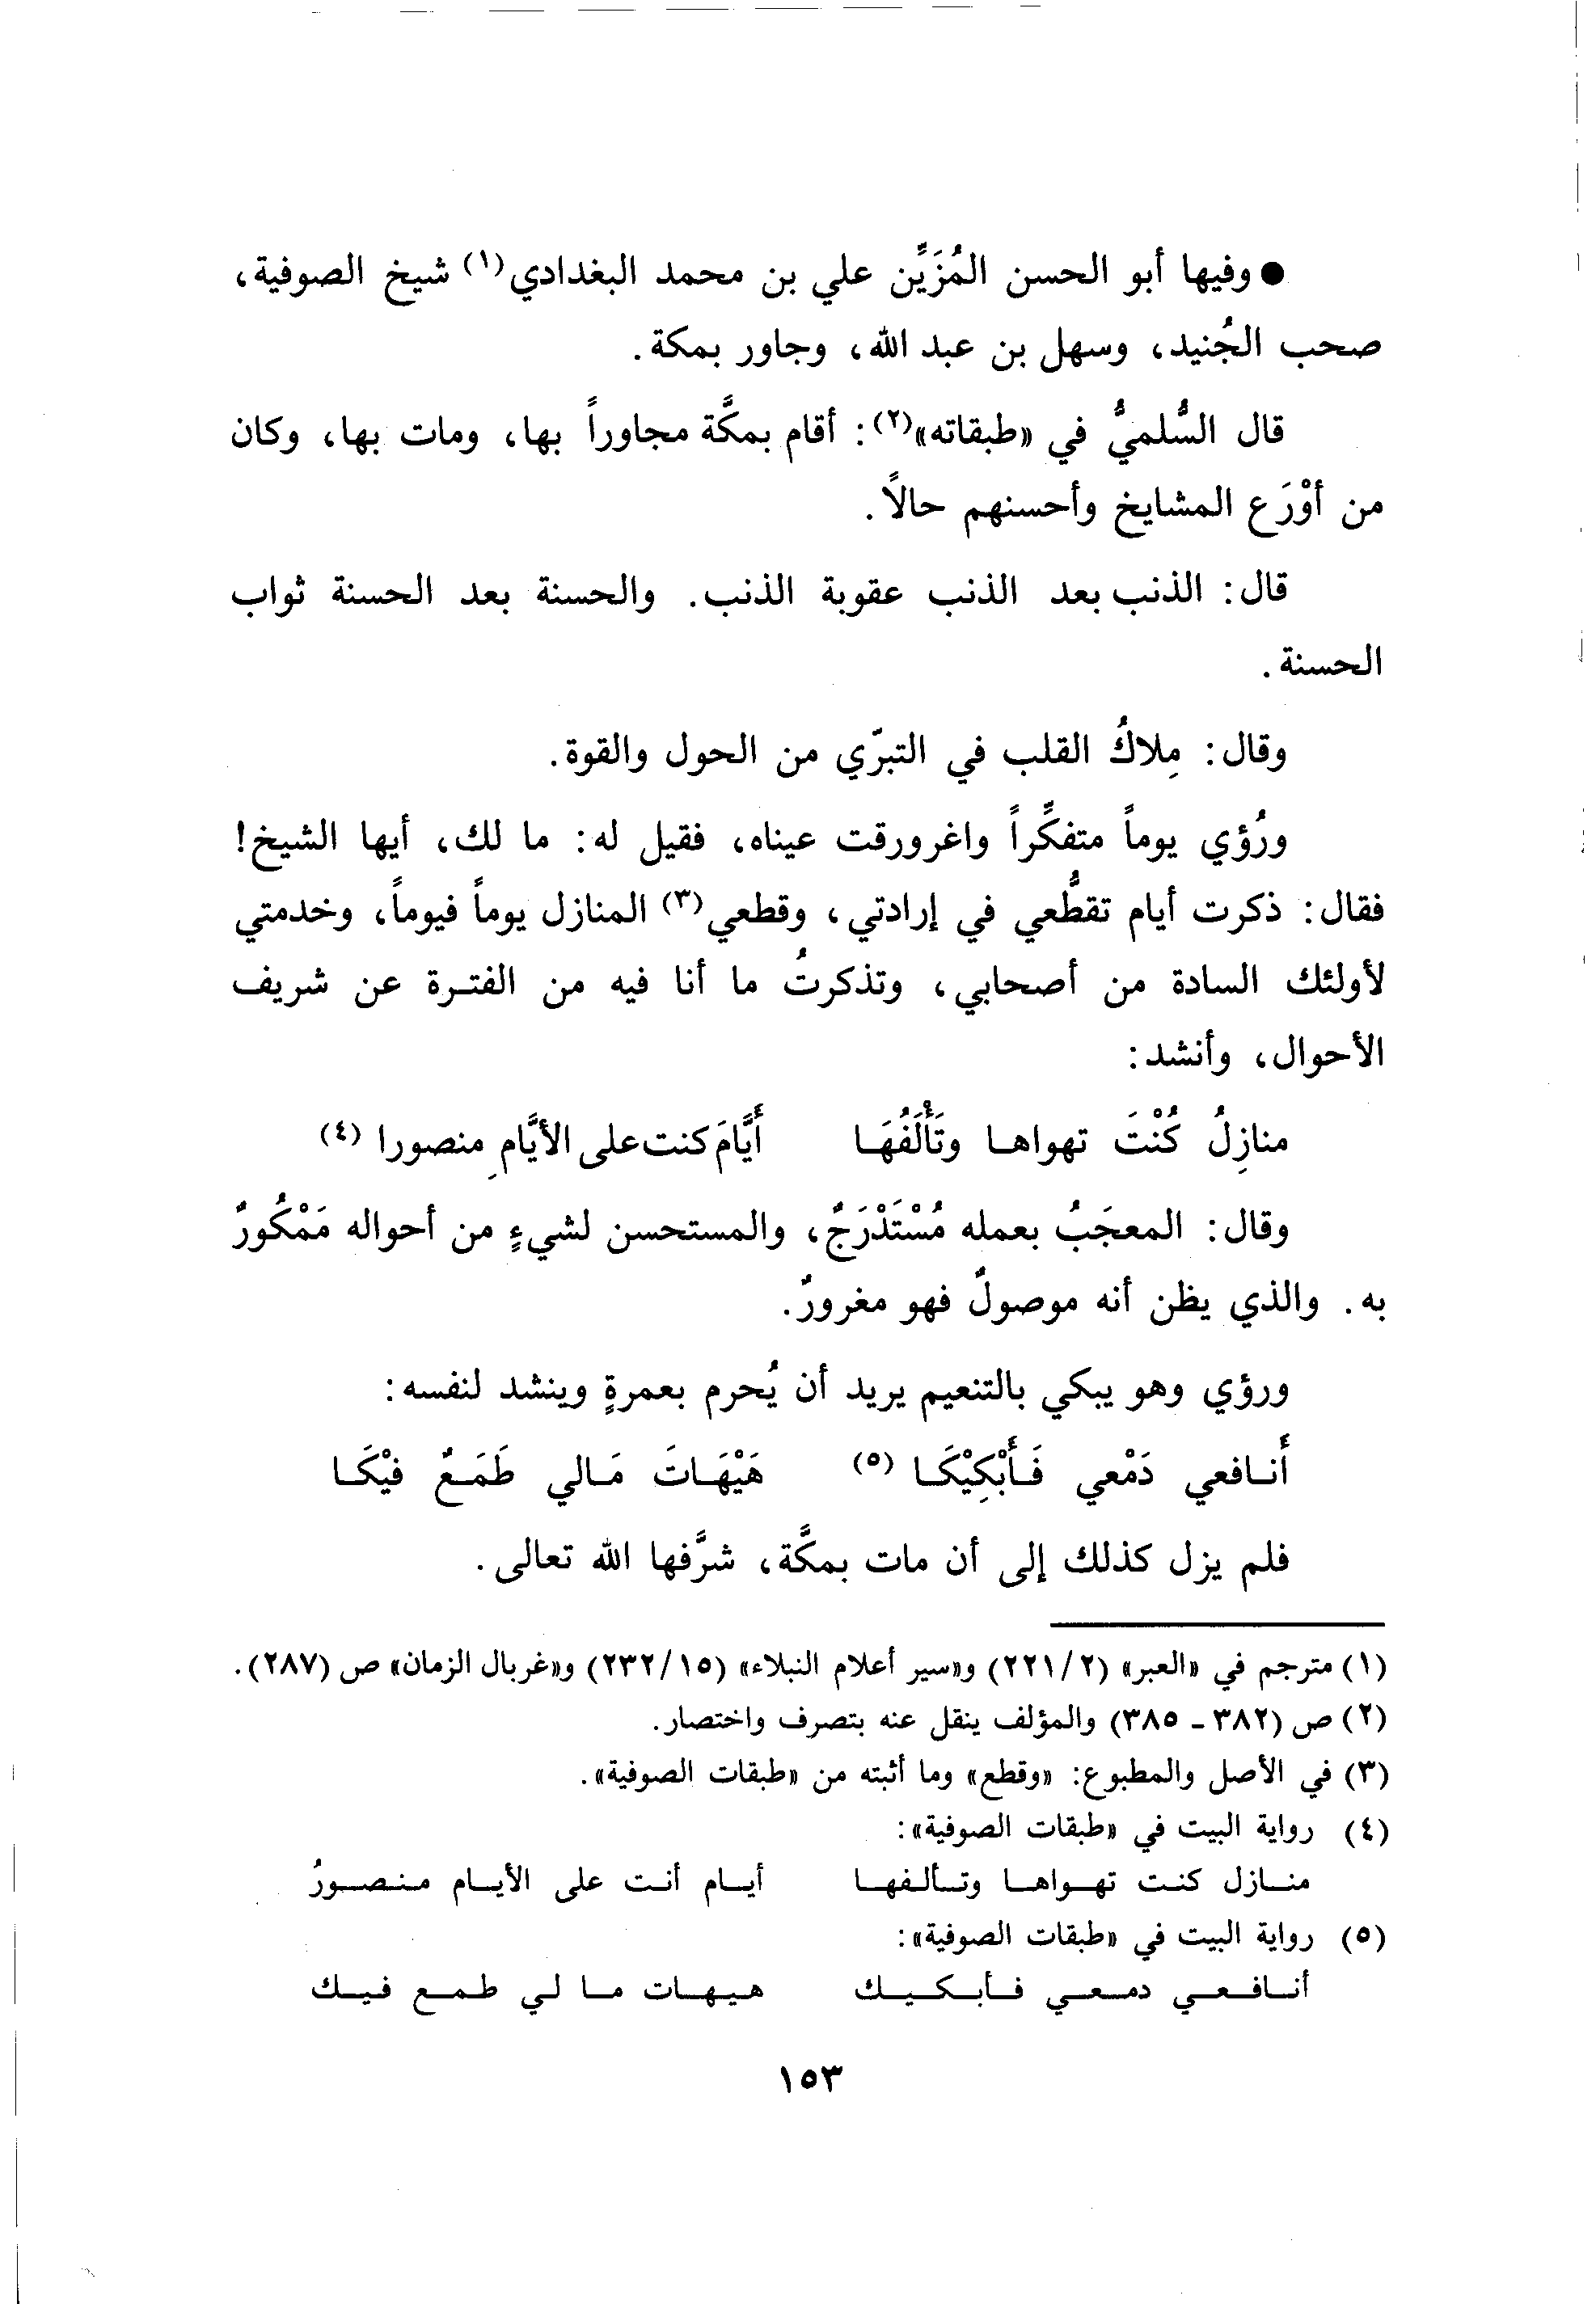 ● وفيها أبو الحسن المُزَيِّن علي بن محمد البغدادي(١) شيخ الصوفية،
صحب الجُنيد، وسهل بن عبد الله، وجاور بمكة.
قال السُّلميُّ في «طبقاته»(٢): أقام بمكَّة مجاوراً بها، ومات بها، وكان
من أوْرَع المشايخ وأحسنهم حالاً.
قال: الذنب بعد الذنب عقوبة الذنب. والحسنة بعد الحسنة ثواب
الحسنة.
وقال: مِلاكُ القلب في التبرّي من الحول والقوة.
ورُؤي يوماً متفكِّراً واغرورقت عيناه، فقيل له: ما لك، أيها الشيخ!
فقال: ذكرت أيام تقطُّعي في إرادتي، وقطعي(٣) المنازل يوماً فيوماً، وخدمتي
لأولئك السادة من أصحابي، وتذكرتُ ما أنا فيه من الفتـرة عن شريف
الأحوال، وأنشد:
منازِلُ كُنْتَ تهواهـا وتَأْلَفُهَـا أَيَّامَ كنت على الأيَّامِ منصورا (٤)
وقال: المعجَبُ بعمله مُسْتَدْرَجٌ، والمستحسن لشيءٍ من أحواله مَمْكُورٌ
به. والذي يظن أنه موصولٌ فهو مغرورٌ.
ورؤي وهو يبكي بالتنعيم يريد أن يُحرم بعمرةٍ وينشد لنفسه:
أَنـافعي دَمْعي فَـأَبْكِيْكَـا (٥) هَيْهَـاتَ مَـالي طَمَـعٌ فيْكَـا
فلم يزل كذلك إلى أن مات بمكَّة، شرَّفها الله تعالى.
(١) مترجم في «العبر» (٢/ ٢٢١) و«سير أعلام النبلاء» (١٥/ ٢٣٢) و«غربال الزمان» ص (٢٨٧).
(٢) ص (٣٨٢ ـ ٣٨٥) والمؤلف ينقل عنه بتصرف واختصار.
(٣) في الأصل والمطبوع: «وقطع» وما أثبته من «طبقات الصوفية».
(٤) رواية البيت في «طبقات الصوفية»:
منـازل كنـت تهـواهـا وتـألـفهـا أيـام أنـت على الأيـام مـنـصـورُ
(٥) رواية البيت في «طبقات الصوفية»:
أنـافـعـي دمـعـي فـأبـكـيـك هـيـهـات مـا لـي طـمـع فـيـك
١٥٣